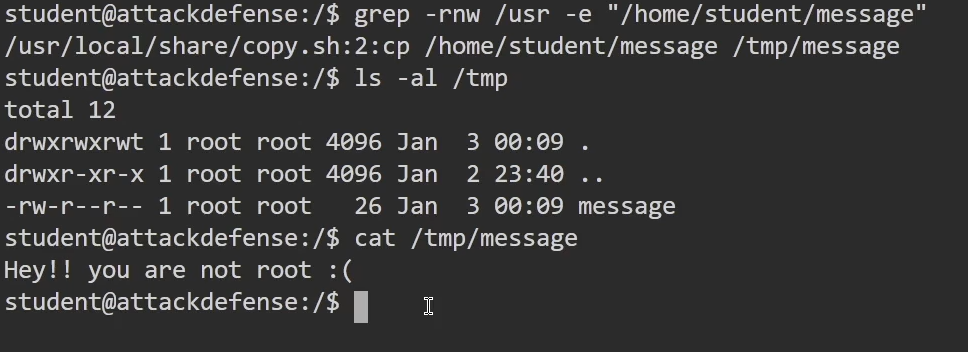 student@attackdefense:/$ grep -rnw /usr -e "/home/student/message"
/usr/local/share/copy.sh:2:cp /home/student/message /tmp/message
student@attackdefense:/$ ls -al /tmp
total 12
drwxrwxrwt 1 root root 4096 Jan  3 00:09 .
drwxr-xr-x 1 root root 4096 Jan  2 23:40 ..
-rw-r--r-- 1 root root   26 Jan  3 00:09 message
student@attackdefense:/$ cat /tmp/message
Hey!! you are not root :(
student@attackdefense:/$